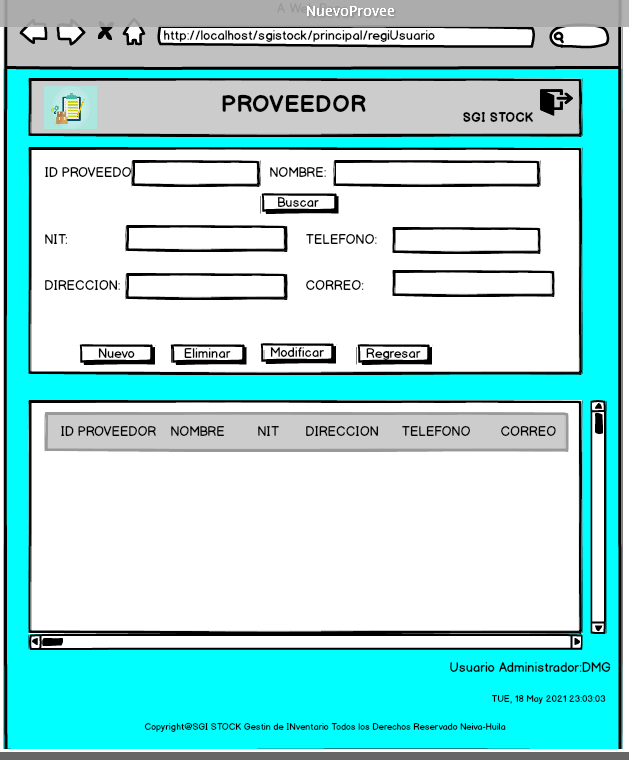 NuevoProvee
http://localhost/sgistock/principal/regiUsuario
PROVEEDOR
SGI STOCK
ID PROVEEDO NOMBRE:
Buscar
NIT: TELEFONO:
DIRECCION: CORREO:
Nuevo Eliminar Modificar Regresar
ID PROVEEDOR NOMBRE NIT DIRECCION TELEFONO CORREO
Usuario Administrador:DMG
TUE, 18 May 2021 23:03:03
Copyright@SGI STOCK Gestin de INventario Todos los Derechos Reservado Neiva-Huila